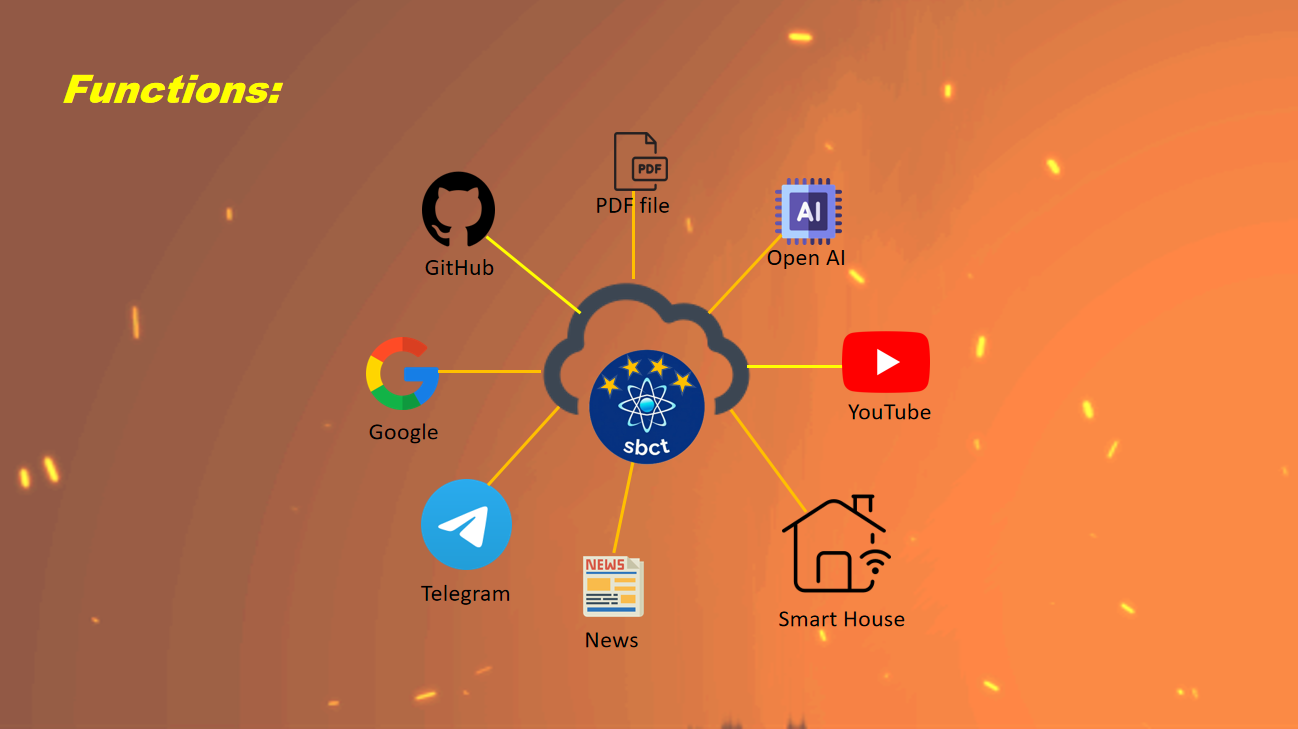 Functions:
PDF
PDF file
AI
Open AI
GitHub
YouTube
Google
sbct
Telegram
NEWS
News
Smart House